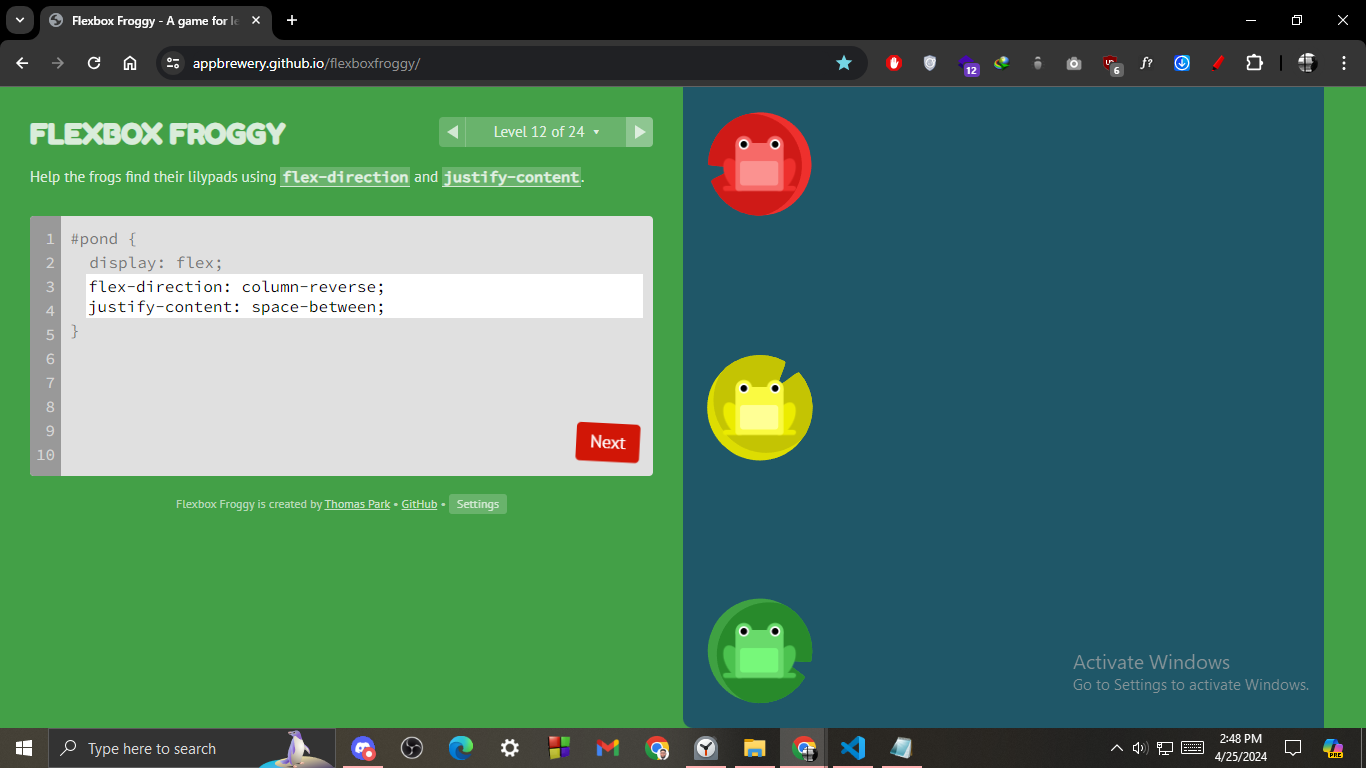 Flexbox Froggy - A game for le
appbrewery.github.io/flexboxfroggy/
12
6
f?
FLEXBOX FROGGY
Level 12 of 24
Help the frogs find their lilypads using flex-direction and justify-content.
1 #pond {
2 display: flex;
3 flex-direction: column-reverse;
4 justify-content: space-between;
5 }
6
7
8
9
10
Next
Flexbox Froggy is created by Thomas Park • GitHub • Settings
Activate Windows
Go to Settings to activate Windows.
Type here to search
2:48 PM
4/25/2024
PRE